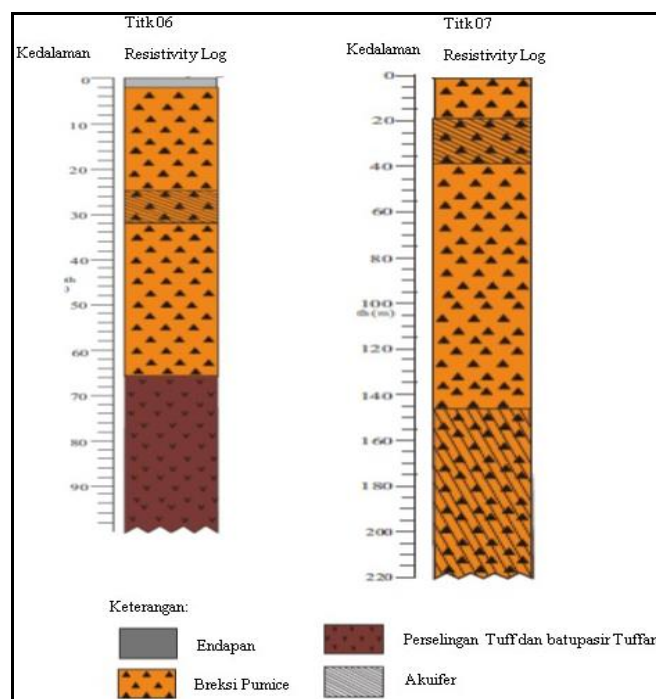 Titk 06
Titk 07
Kedalaman
Resistivity Log
Kedalaman
Resistivity Log
0
10
20
30
40
50
60
70
80
90
0
20
40
60
80
100
th (m)
120
140
160
180
200
220
Keterangan:
Endapan
Perselingan Tuff dan batupasir Tuffan
Breksi Pumice
Akuifer